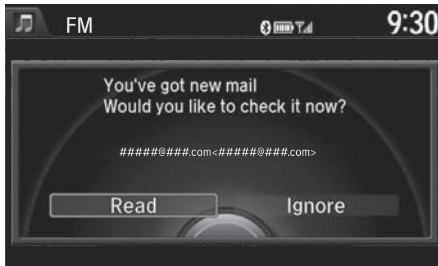 FM 9:30
You've got new mail
Would you like to check it now?
#####@###.com<#####@###.com>
Read Ignore